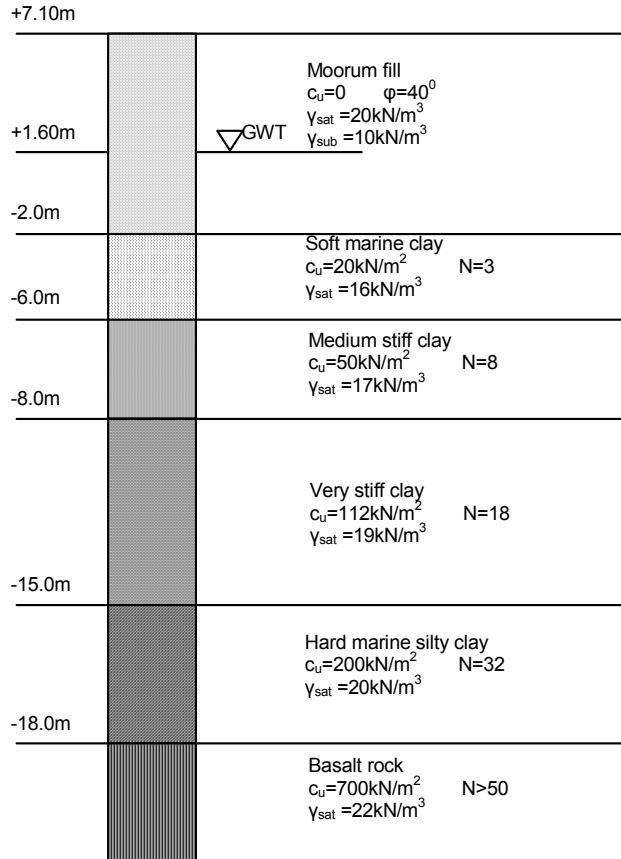 +7.10m
Moorum fill
cᵤ=0 φ=40⁰
γsat =20kN/m³
+1.60m GWT γsub =10kN/m³
-2.0m
Soft marine clay
cᵤ=20kN/m² N=3
γsat =16kN/m³
-6.0m
Medium stiff clay
cᵤ=50kN/m² N=8
γsat =17kN/m³
-8.0m
Very stiff clay
cᵤ=112kN/m² N=18
γsat =19kN/m³
-15.0m
Hard marine silty clay
cᵤ=200kN/m² N=32
γsat =20kN/m³
-18.0m
Basalt rock
cᵤ=700kN/m² N>50
γsat =22kN/m³